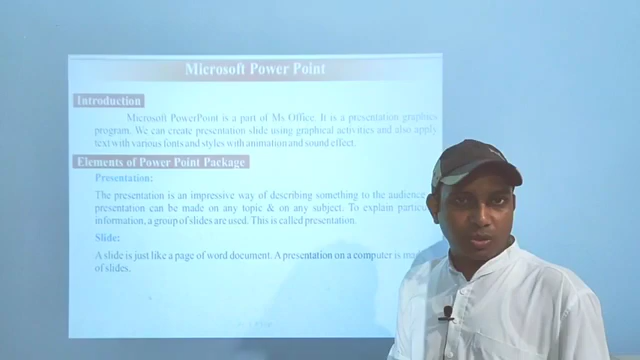 Microsoft Power Point
Introduction
Microsoft PowerPoint is a part of Ms Office. It is a presentation graphics
program. We can create presentation slide using graphical activities and also apply
text with various fonts and styles with animation and sound effect.
Elements of Power Point Package
Presentation:
The presentation is an impressive way of describing something to the audience
presentation can be made on any topic & on any subject. To explain
information, a group of slides are used. This is called presentation.
Slide:
A slide is just like a page of word document. A presentation on a computer is
of slides.